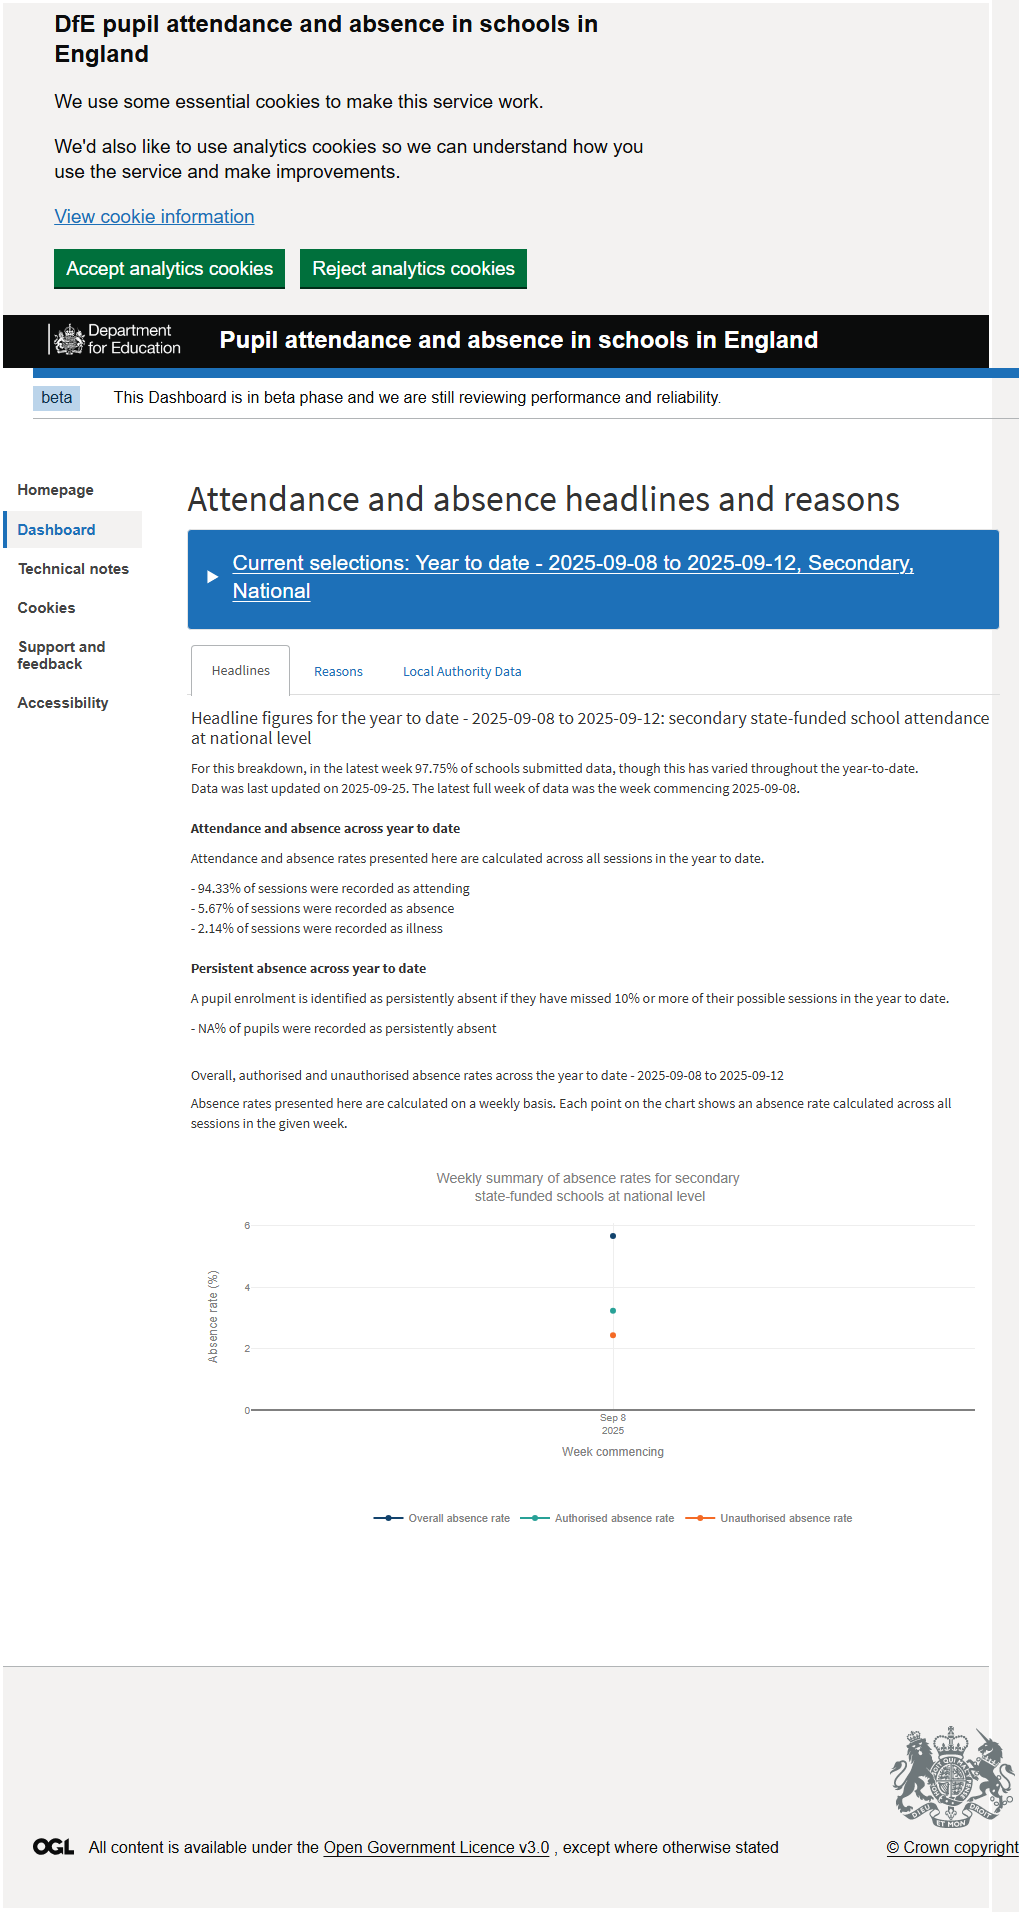 DfE pupil attendance and absence in schools in
England
We use some essential cookies to make this service work.
We'd also like to use analytics cookies so we can understand how you
use the service and make improvements.
View cookie information
Accept analytics cookies
Reject analytics cookies
Department
for Education
Pupil attendance and absence in schools in England
beta
This Dashboard is in beta phase and we are still reviewing performance and reliability.
Homepage
Dashboard
Technical notes
Cookies
Support and
feedback
Accessibility
Attendance and absence headlines and reasons
Current selections: Year to date - 2025-09-08 to 2025-09-12, Secondary,
National
Headlines
Reasons
Local Authority Data
Headline figures for the year to date - 2025-09-08 to 2025-09-12: secondary state-funded school attendance
at national level
For this breakdown, in the latest week 97.75% of schools submitted data, though this has varied throughout the year-to-date.
Data was last updated on 2025-09-25. The latest full week of data was the week commencing 2025-09-08.
Attendance and absence across year to date
Attendance and absence rates presented here are calculated across all sessions in the year to date.
- 94.33% of sessions were recorded as attending
- 5.67% of sessions were recorded as absence
- 2.14% of sessions were recorded as illness
Persistent absence across year to date
A pupil enrolment is identified as persistently absent if they have missed 10% or more of their possible sessions in the year to date.
- NA% of pupils were recorded as persistently absent
Overall, authorised and unauthorised absence rates across the year to date - 2025-09-08 to 2025-09-12
Absence rates presented here are calculated on a weekly basis. Each point on the chart shows an absence rate calculated across all
sessions in the given week.
Weekly summary of absence rates for secondary
state-funded schools at national level
Absence rate (%)
6
4
2
0
Sep 8
2025
Week commencing
Overall absence rate
Authorised absence rate
Unauthorised absence rate
DIEU ET MON DROIT
OGL
All content is available under the Open Government Licence v3.0 , except where otherwise stated
© Crown copyright